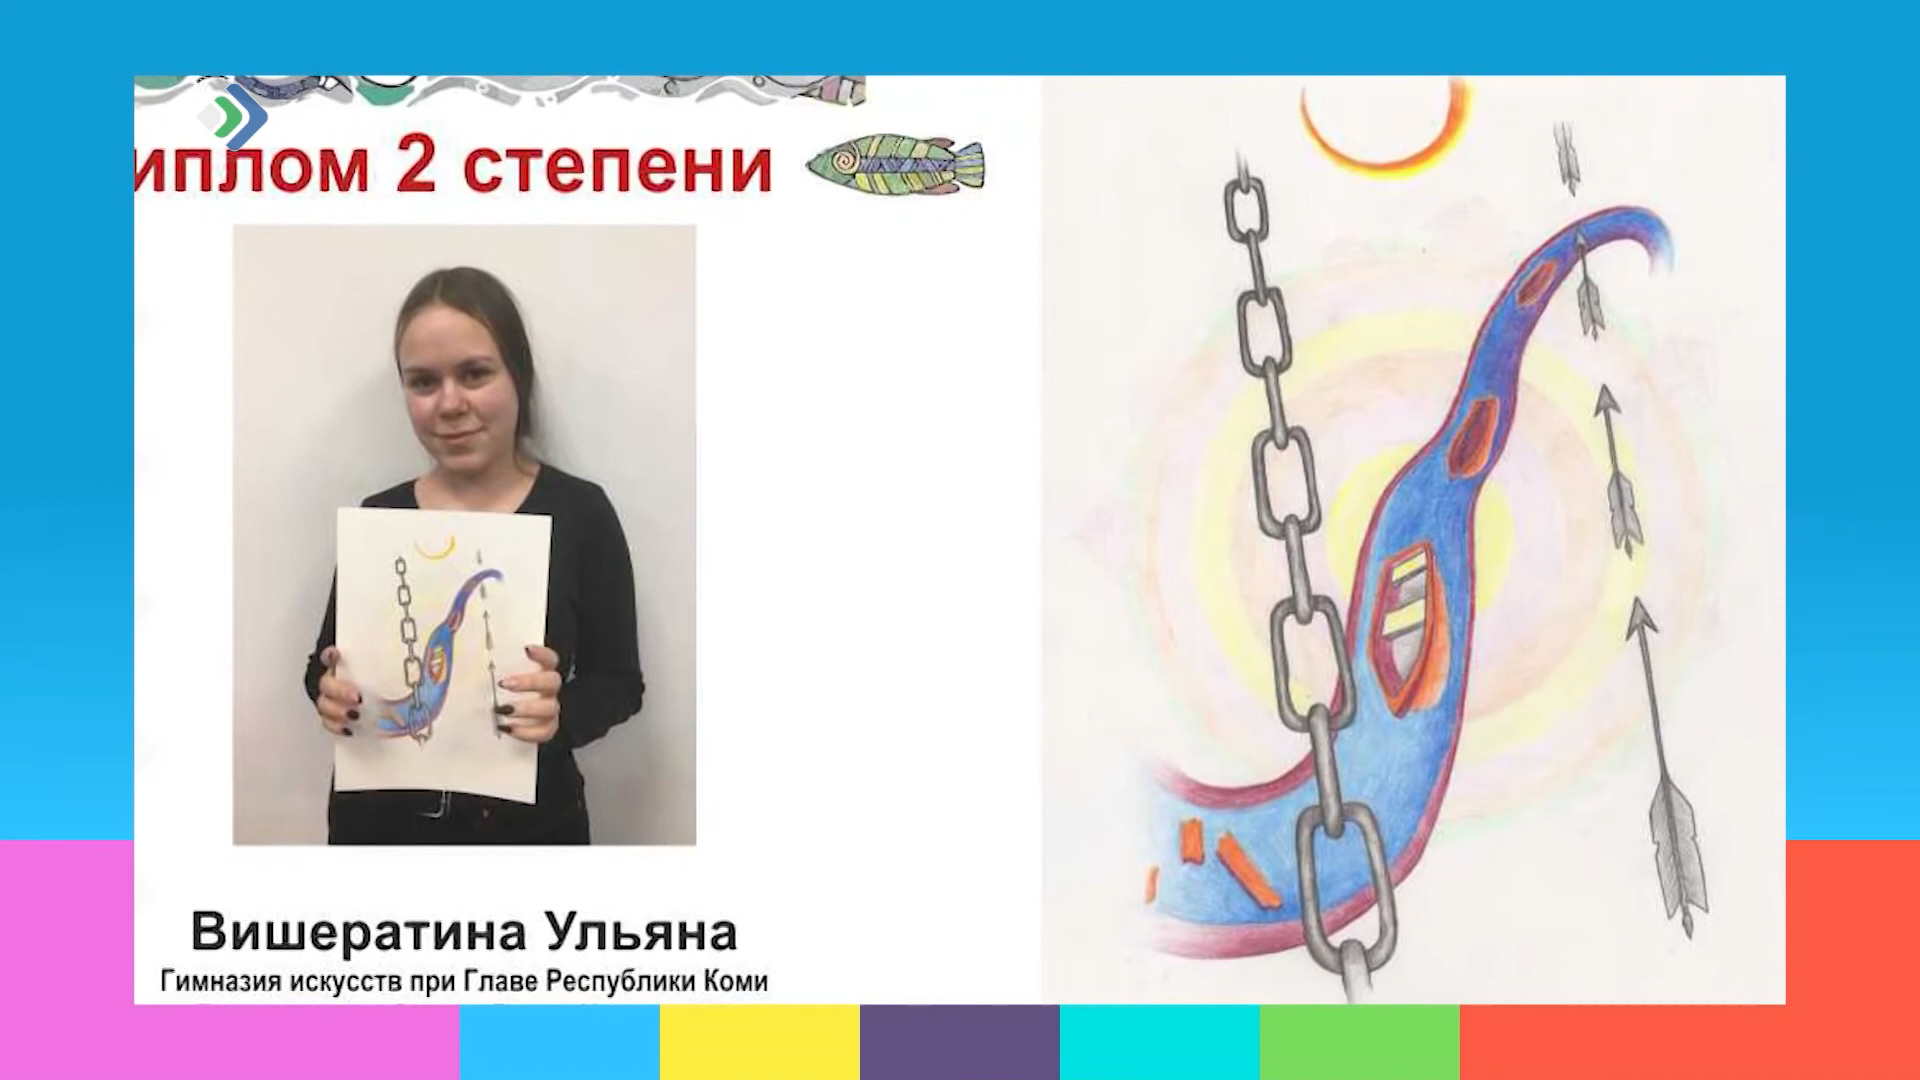 иплом 2 степени
Вишератина Ульяна
Гимназия искусств при Главе Республики Коми